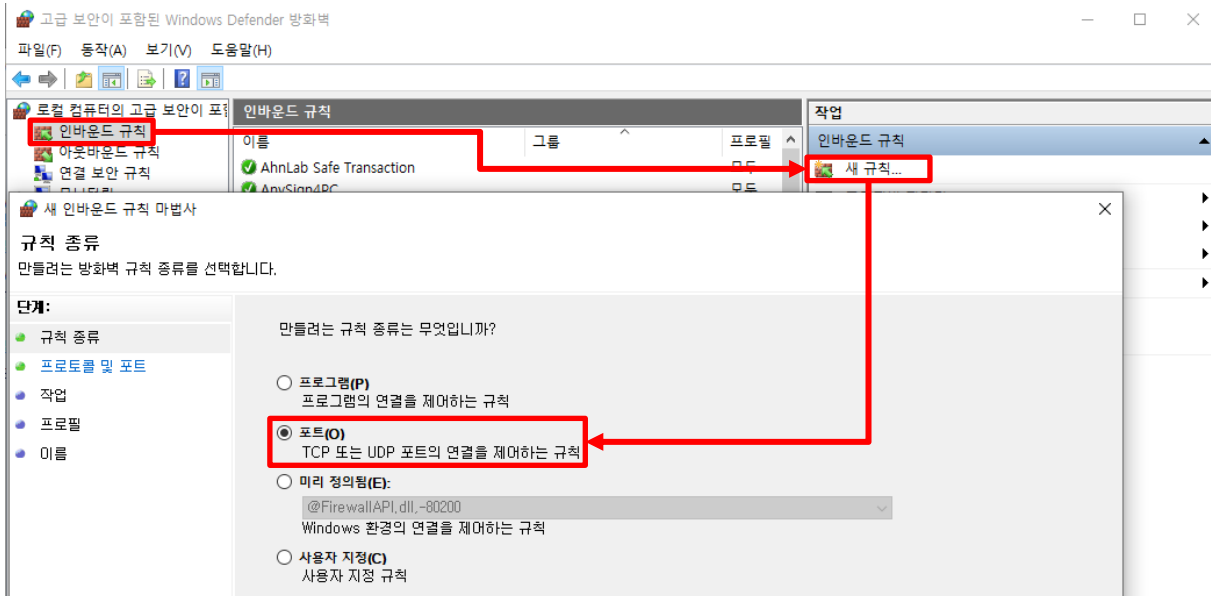 고급 보안이 포함된 Windows Defender 방화벽
파일(F) 동작(A) 보기(V) 도움말(H)
로컬 컴퓨터의 고급 보안이 포
인바운드 규칙
아웃바운드 규칙
연결 보안 규칙
인바운드 규칙
이름 그룹 프로필
AhnLab Safe Transaction 모두
AnySign4PC 모두
작업
인바운드 규칙
새 규칙...
새 인바운드 규칙 마법사
규칙 종류
만들려는 방화벽 규칙 종류를 선택합니다.
단계:
규칙 종류
프로토콜 및 포트
작업
프로필
이름
만들려는 규칙 종류는 무엇입니까?
프로그램(P)
프로그램의 연결을 제어하는 규칙
포트(O)
TCP 또는 UDP 포트의 연결을 제어하는 규칙
미리 정의됨(E):
@FirewallAPI.dll,-80200
Windows 환경의 연결을 제어하는 규칙
사용자 지정(C)
사용자 지정 규칙